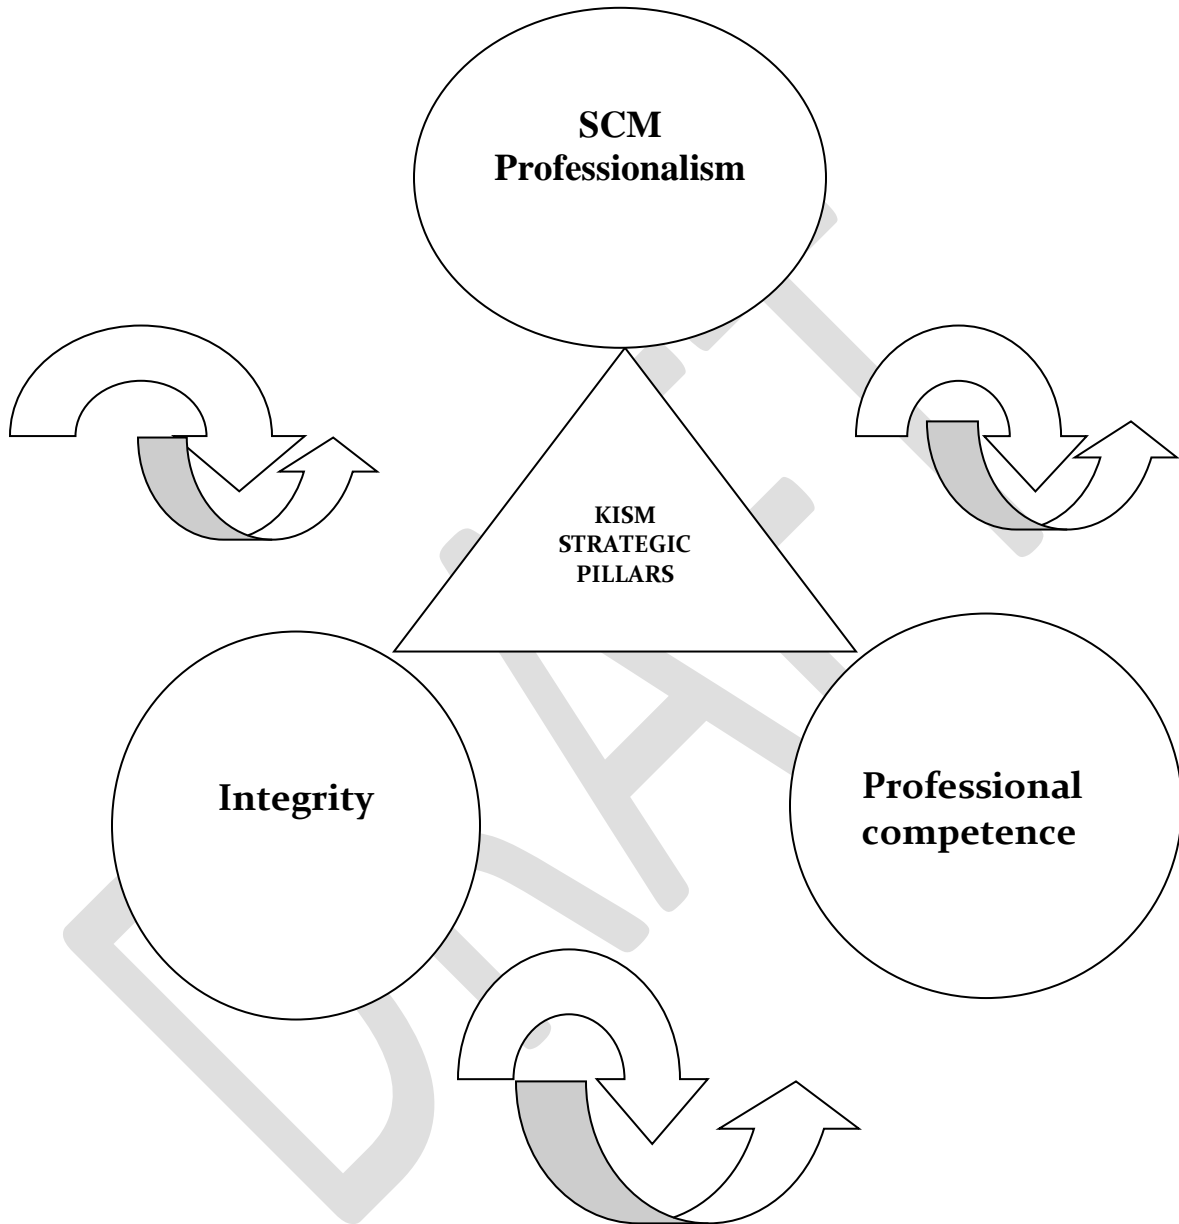 SCM
Professionalism
KISM
STRATEGIC
PILLARS
Integrity
Professional
competence
DRAFT